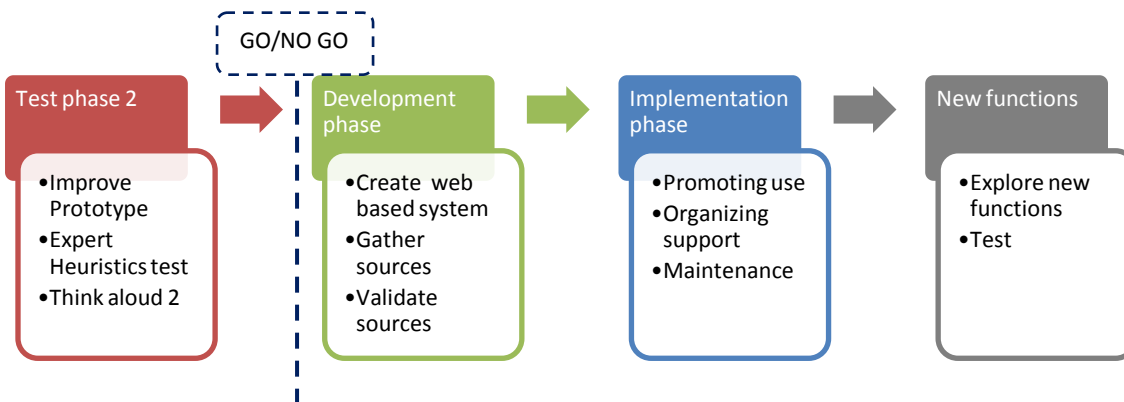 GO/NO GO
Test phase 2
•Improve
Prototype
•Expert
Heuristics test
•Think aloud 2
Development
phase
•Create web
based system
•Gather
sources
•Validate
sources
Implementation
phase
•Promoting use
•Organizing
support
•Maintenance
New functions
•Explore new
functions
•Test